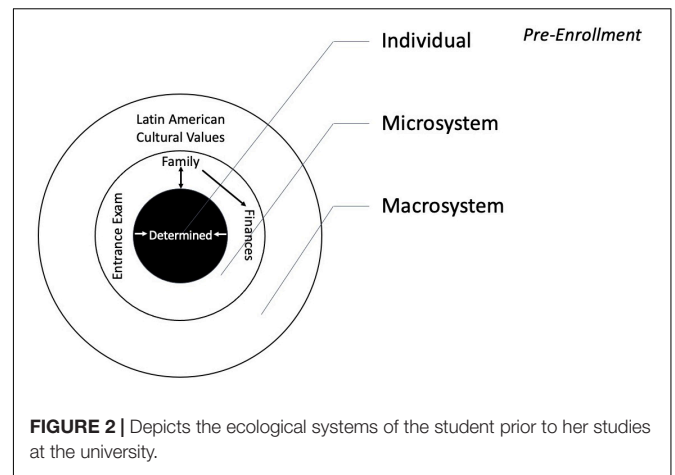 Individual
Pre-Enrollment
Microsystem
Macrosystem
Latin American
Cultural Values
Family
Entrance Exam
Determined
Finances
FIGURE 2 | Depicts the ecological systems of the student prior to her studies
at the university.